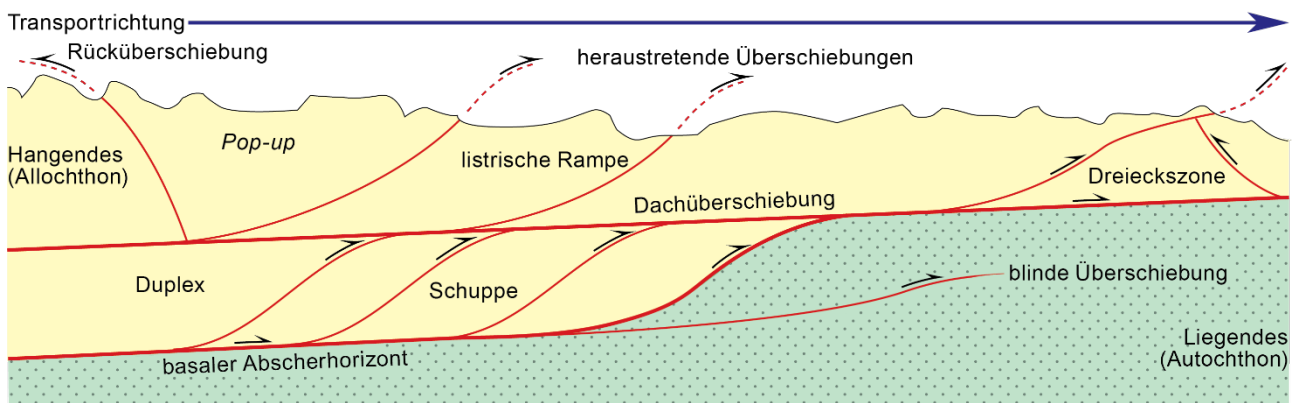 Transportrichtung
Rücküberschiebung
heraustretende Überschiebungen
Pop-up
Hangendes
(Allochthon)
listrische Rampe
Dreieckszone
Dachüberschiebung
Duplex
Schuppe
blinde Überschiebung
basaler Abscherhorizont
Liegendes
(Autochthon)